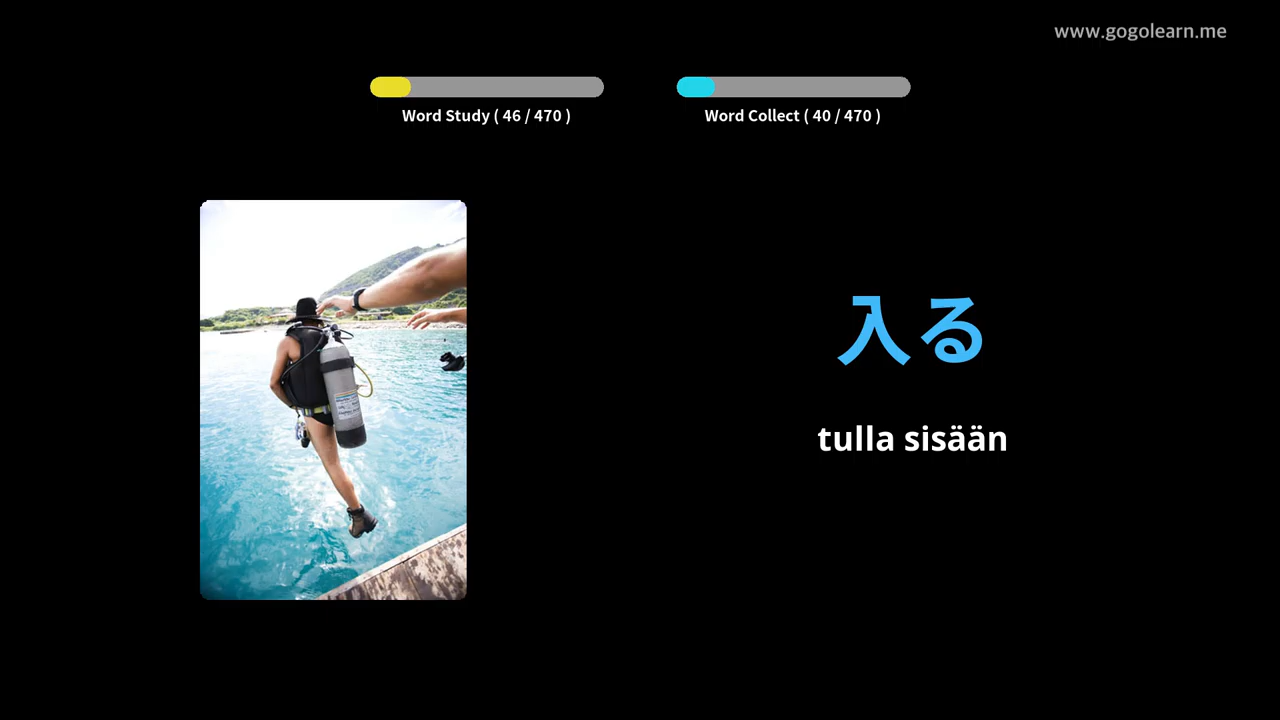 www.gogolearn.me
Word Study ( 46 / 470 )
Word Collect ( 40 / 470 )
入る
tulla sisään